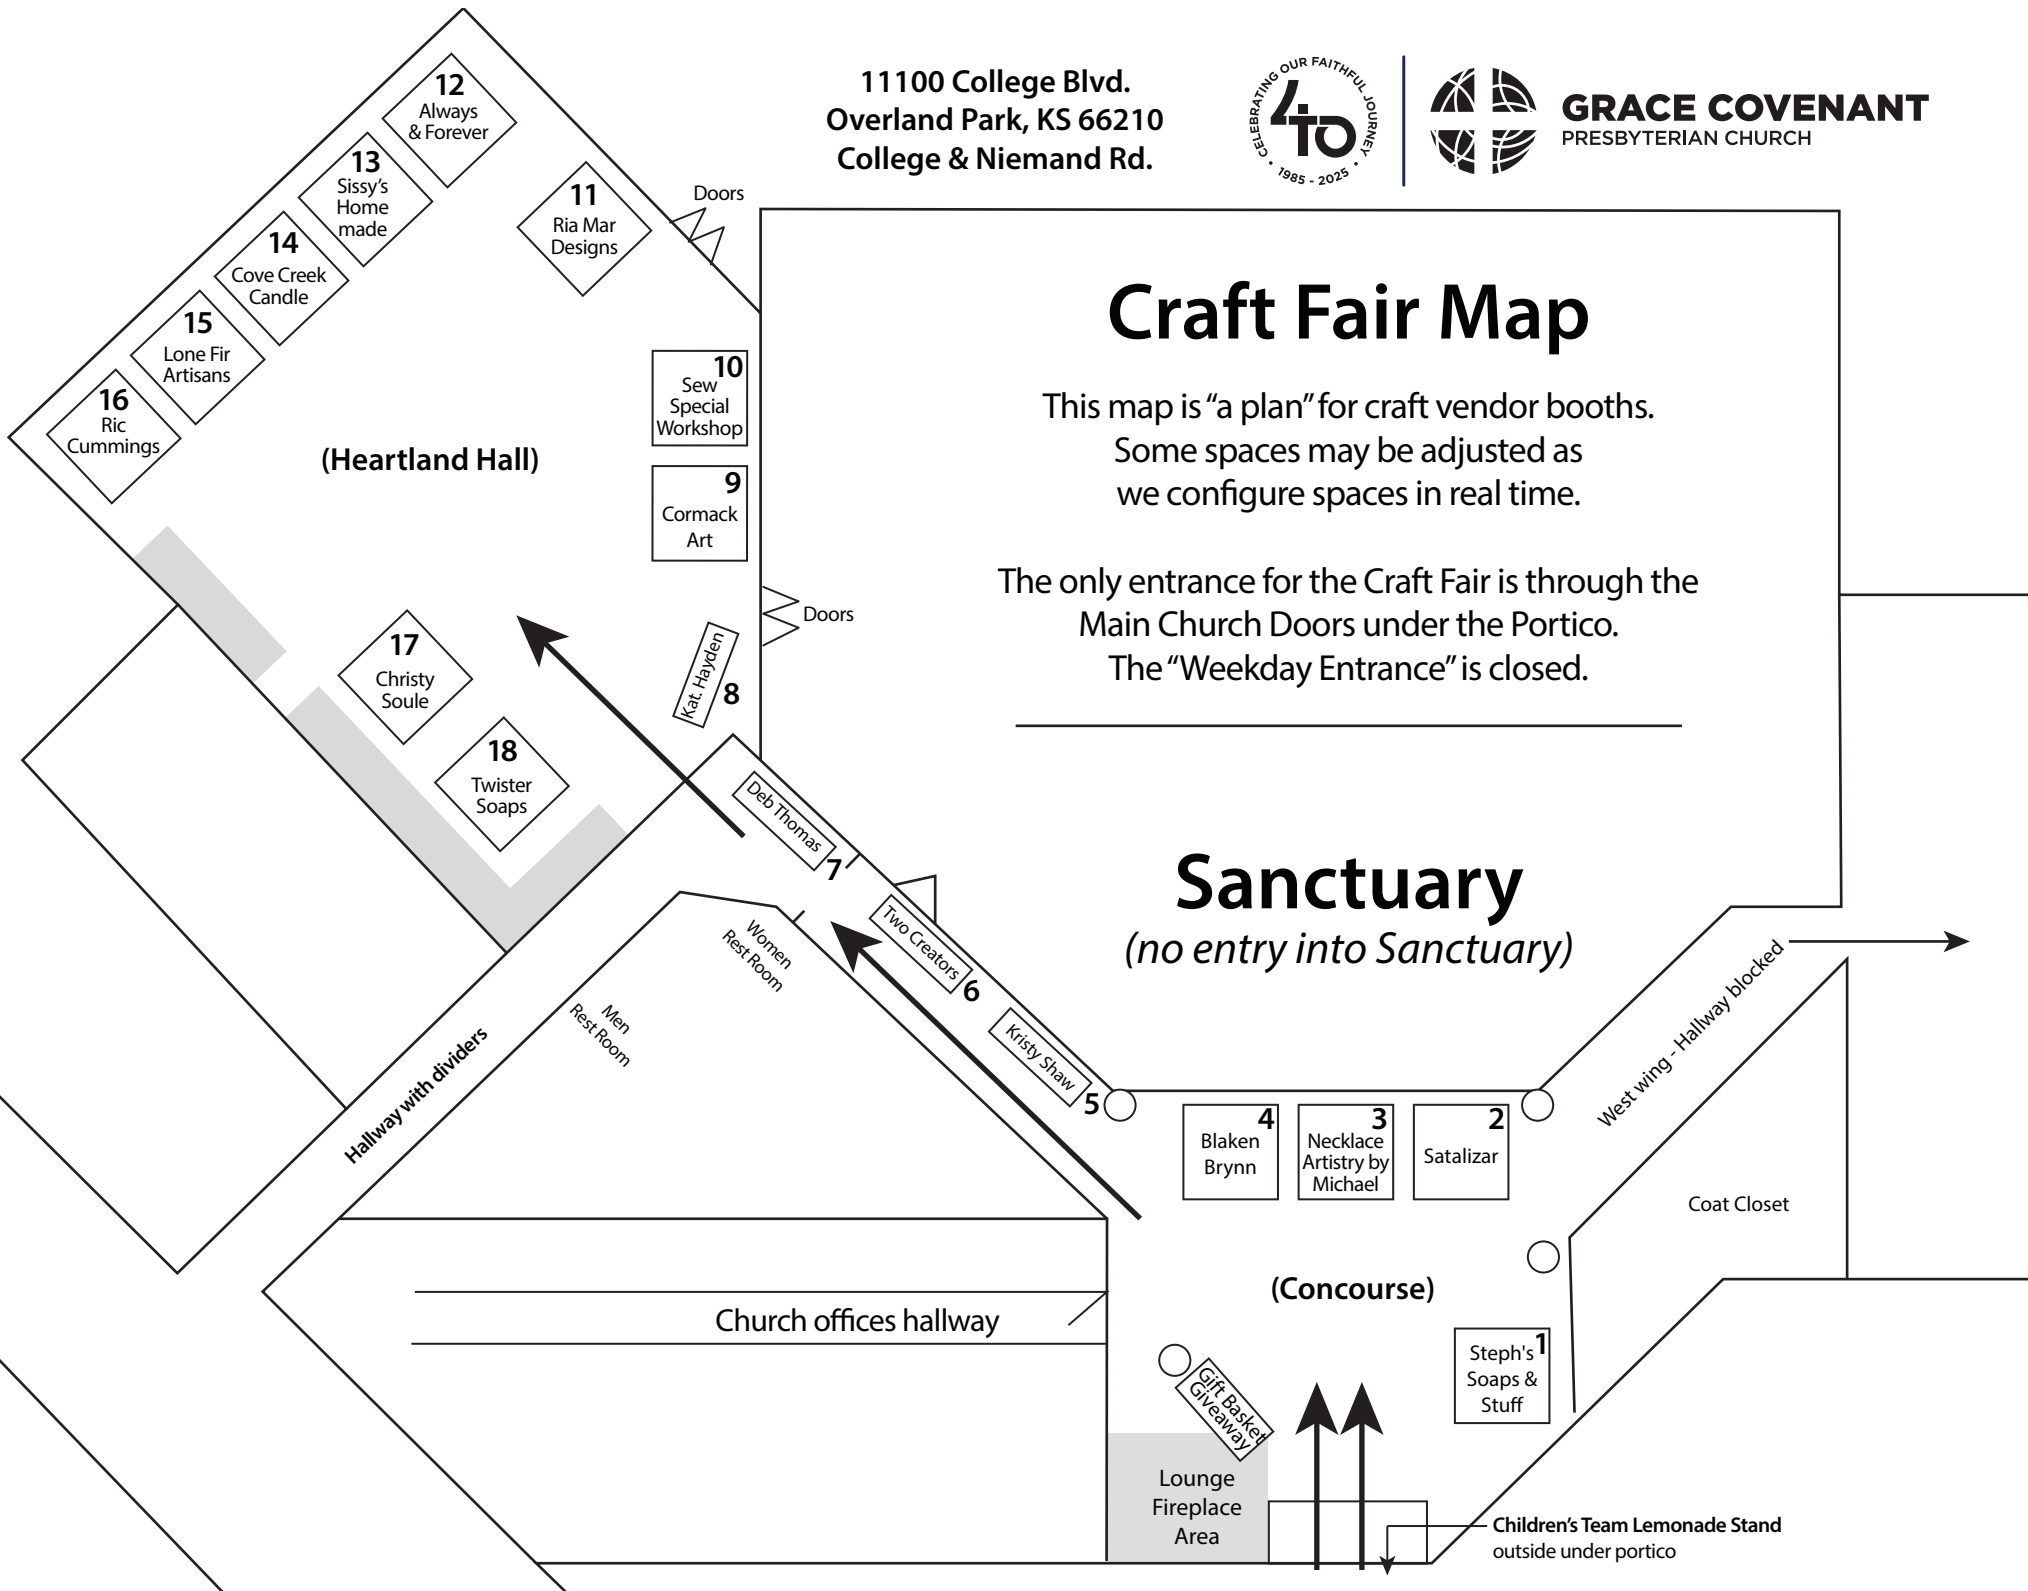 11100 College Blvd.
Overland Park, KS 66210
College & Niemand Rd.
CELEBRATING OUR FAITHFUL JOURNEY
• 1985 - 2025 •
40
GRACE COVENANT
PRESBYTERIAN CHURCH
12
Always
& Forever
13
Sissy's
Home
made
14
Cove Creek
Candle
15
Lone Fir
Artisans
16
Ric
Cummings
11
Ria Mar
Designs
Doors
10
Sew
Special
Workshop
(Heartland Hall)
9
Cormack
Art
Doors
Kat. Hayden
8
17
Christy
Soule
18
Twister
Soaps
Craft Fair Map
This map is “a plan” for craft vendor booths.
Some spaces may be adjusted as
we configure spaces in real time.
The only entrance for the Craft Fair is through the
Main Church Doors under the Portico.
The “Weekday Entrance” is closed.
Sanctuary
(no entry into Sanctuary)
Deb Thomas
7
Two Creators
6
Kristy Shaw
5
Women
Rest Room
Men
Rest Room
Hallway with dividers
West wing - Hallway blocked
4
Blaken
Brynn
3
Necklace
Artistry by
Michael
2
Satalizar
Coat Closet
(Concourse)
Church offices hallway
1
Steph's
Soaps &
Stuff
Gift Basket
Giveaway
Lounge
Fireplace
Area
Children's Team Lemonade Stand
outside under portico